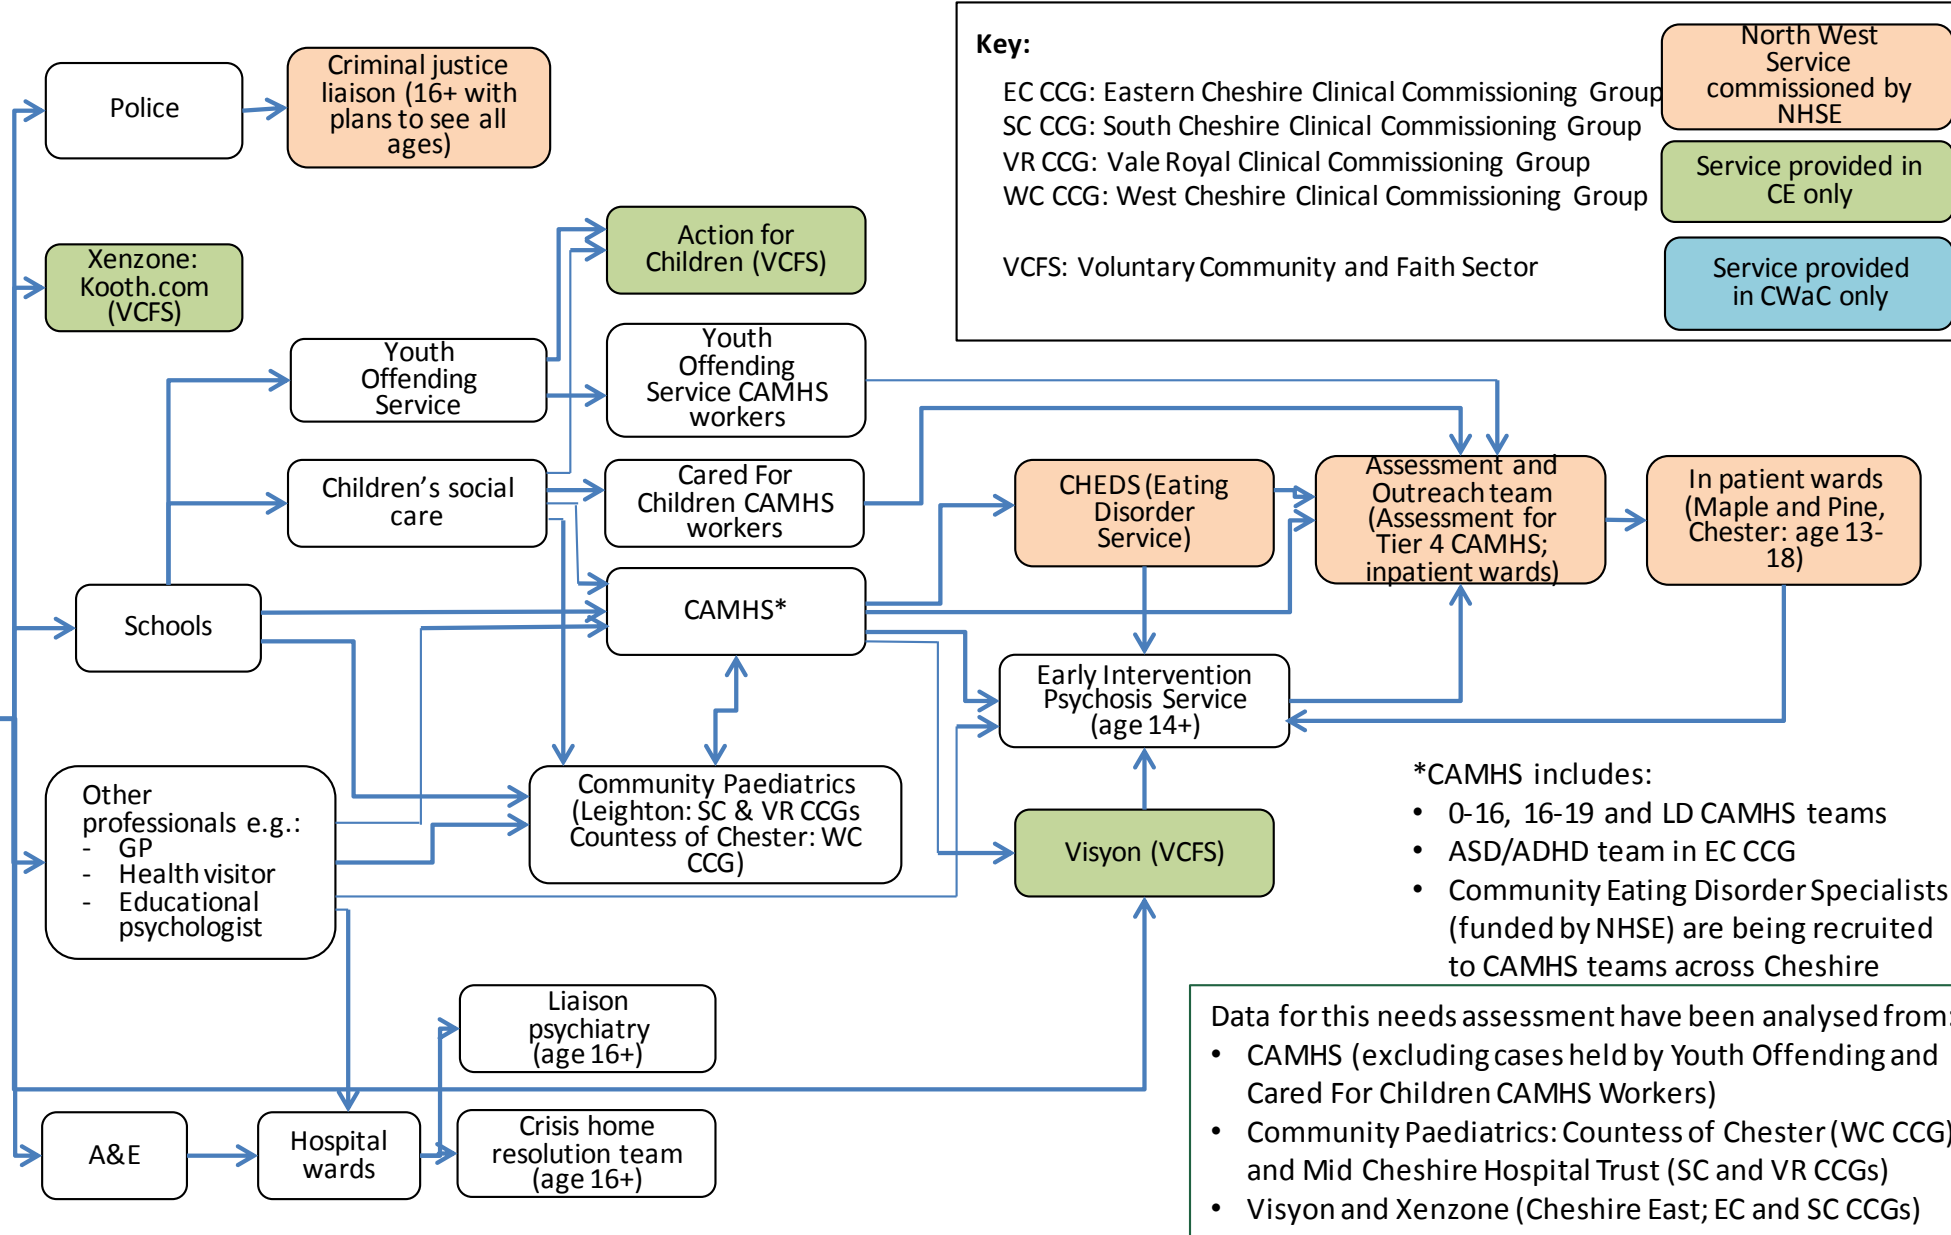 Key:
EC CCG: Eastern Cheshire Clinical Commissioning Group
SC CCG: South Cheshire Clinical Commissioning Group
VR CCG: Vale Royal Clinical Commissioning Group
WC CCG: West Cheshire Clinical Commissioning Group
VCFS: Voluntary Community and Faith Sector
North West
Service
commissioned by
NHSE
Service provided in
CE only
Service provided
in CWaC only
Police
Criminal justice
liaison (16+ with
plans to see all
ages)
Xenzone:
Kooth.com
(VCFS)
Action for
Children (VCFS)
Youth
Offending
Service
Youth
Offending
Service CAMHS
workers
Children's social
care
Cared For
Children CAMHS
workers
CHEDS (Eating
Disorder
Service)
Assessment and
Outreach team
(Assessment for
Tier 4 CAMHS;
inpatient wards)
In patient wards
(Maple and Pine,
Chester: age 13-
18)
Schools
CAMHS*
Early Intervention
Psychosis Service
(age 14+)
Other
professionals e.g.:
- GP
- Health visitor
- Educational
psychologist
Community Paediatrics
(Leighton: SC & VR CCGs
Countess of Chester: WC
CCG)
Visyon (VCFS)
*CAMHS includes:
• 0-16, 16-19 and LD CAMHS teams
• ASD/ADHD team in EC CCG
• Community Eating Disorder Specialists
(funded by NHSE) are being recruited
to CAMHS teams across Cheshire
Liaison
psychiatry
(age 16+)
A&E
Hospital
wards
Crisis home
resolution team
(age 16+)
Data for this needs assessment have been analysed from:
• CAMHS (excluding cases held by Youth Offending and
Cared For Children CAMHS Workers)
• Community Paediatrics: Countess of Chester (WC CCG)
and Mid Cheshire Hospital Trust (SC and VR CCGs)
• Visyon and Xenzone (Cheshire East; EC and SC CCGs)